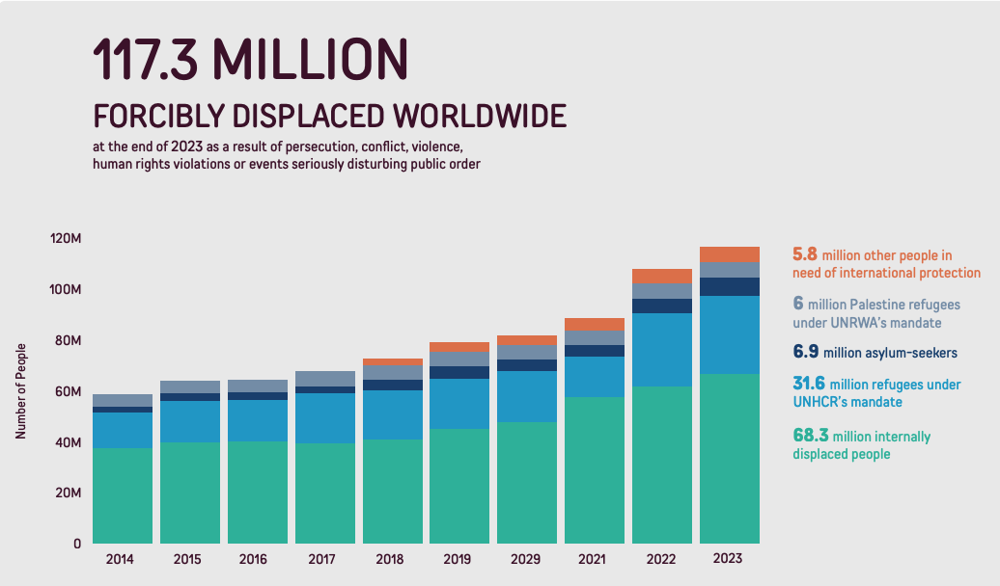 117.3 MILLION
FORCIBLY DISPLACED WORLDWIDE
at the end of 2023 as a result of persecution, conflict, violence,
human rights violations or events seriously disturbing public order
Number of People
120M
100M
80M
60M
40M
20M
0
2014
2015
2016
2017
2018
2019
2029
2021
2022
2023
5.8 million other people in
need of international protection
6 million Palestine refugees
under UNRWA's mandate
6.9 million asylum-seekers
31.6 million refugees under
UNHCR's mandate
68.3 million internally
displaced people